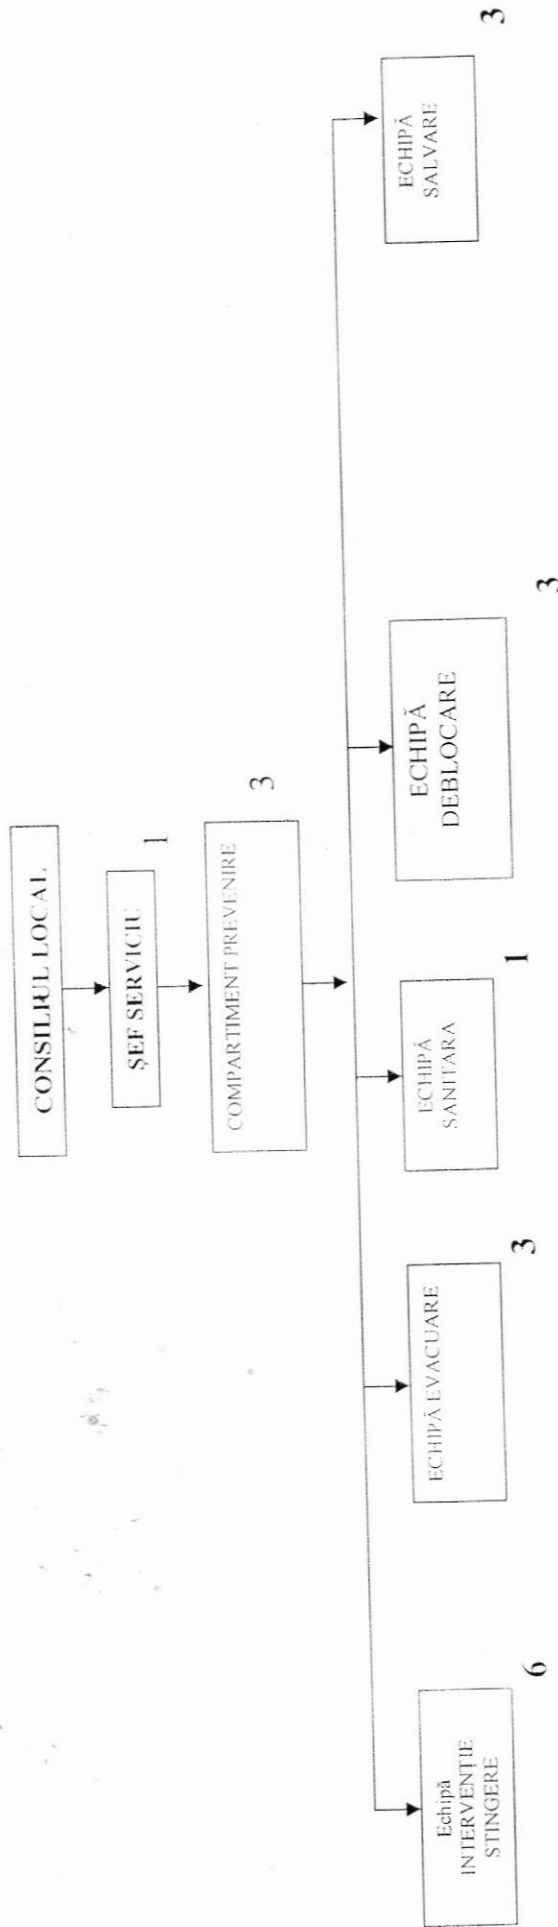 CONSILIUL LOCAL
ŞEF SERVICIU
1
COMPARTIMENT PREVENIRE
3
Echipă
INTERVENŢIE
STINGERE
6
ECHIPĂ EVACUARE
3
ECHIPĂ
SANITARA
1
ECHIPĂ
DEBLOCARE
3
ECHIPĂ
SALVARE
3